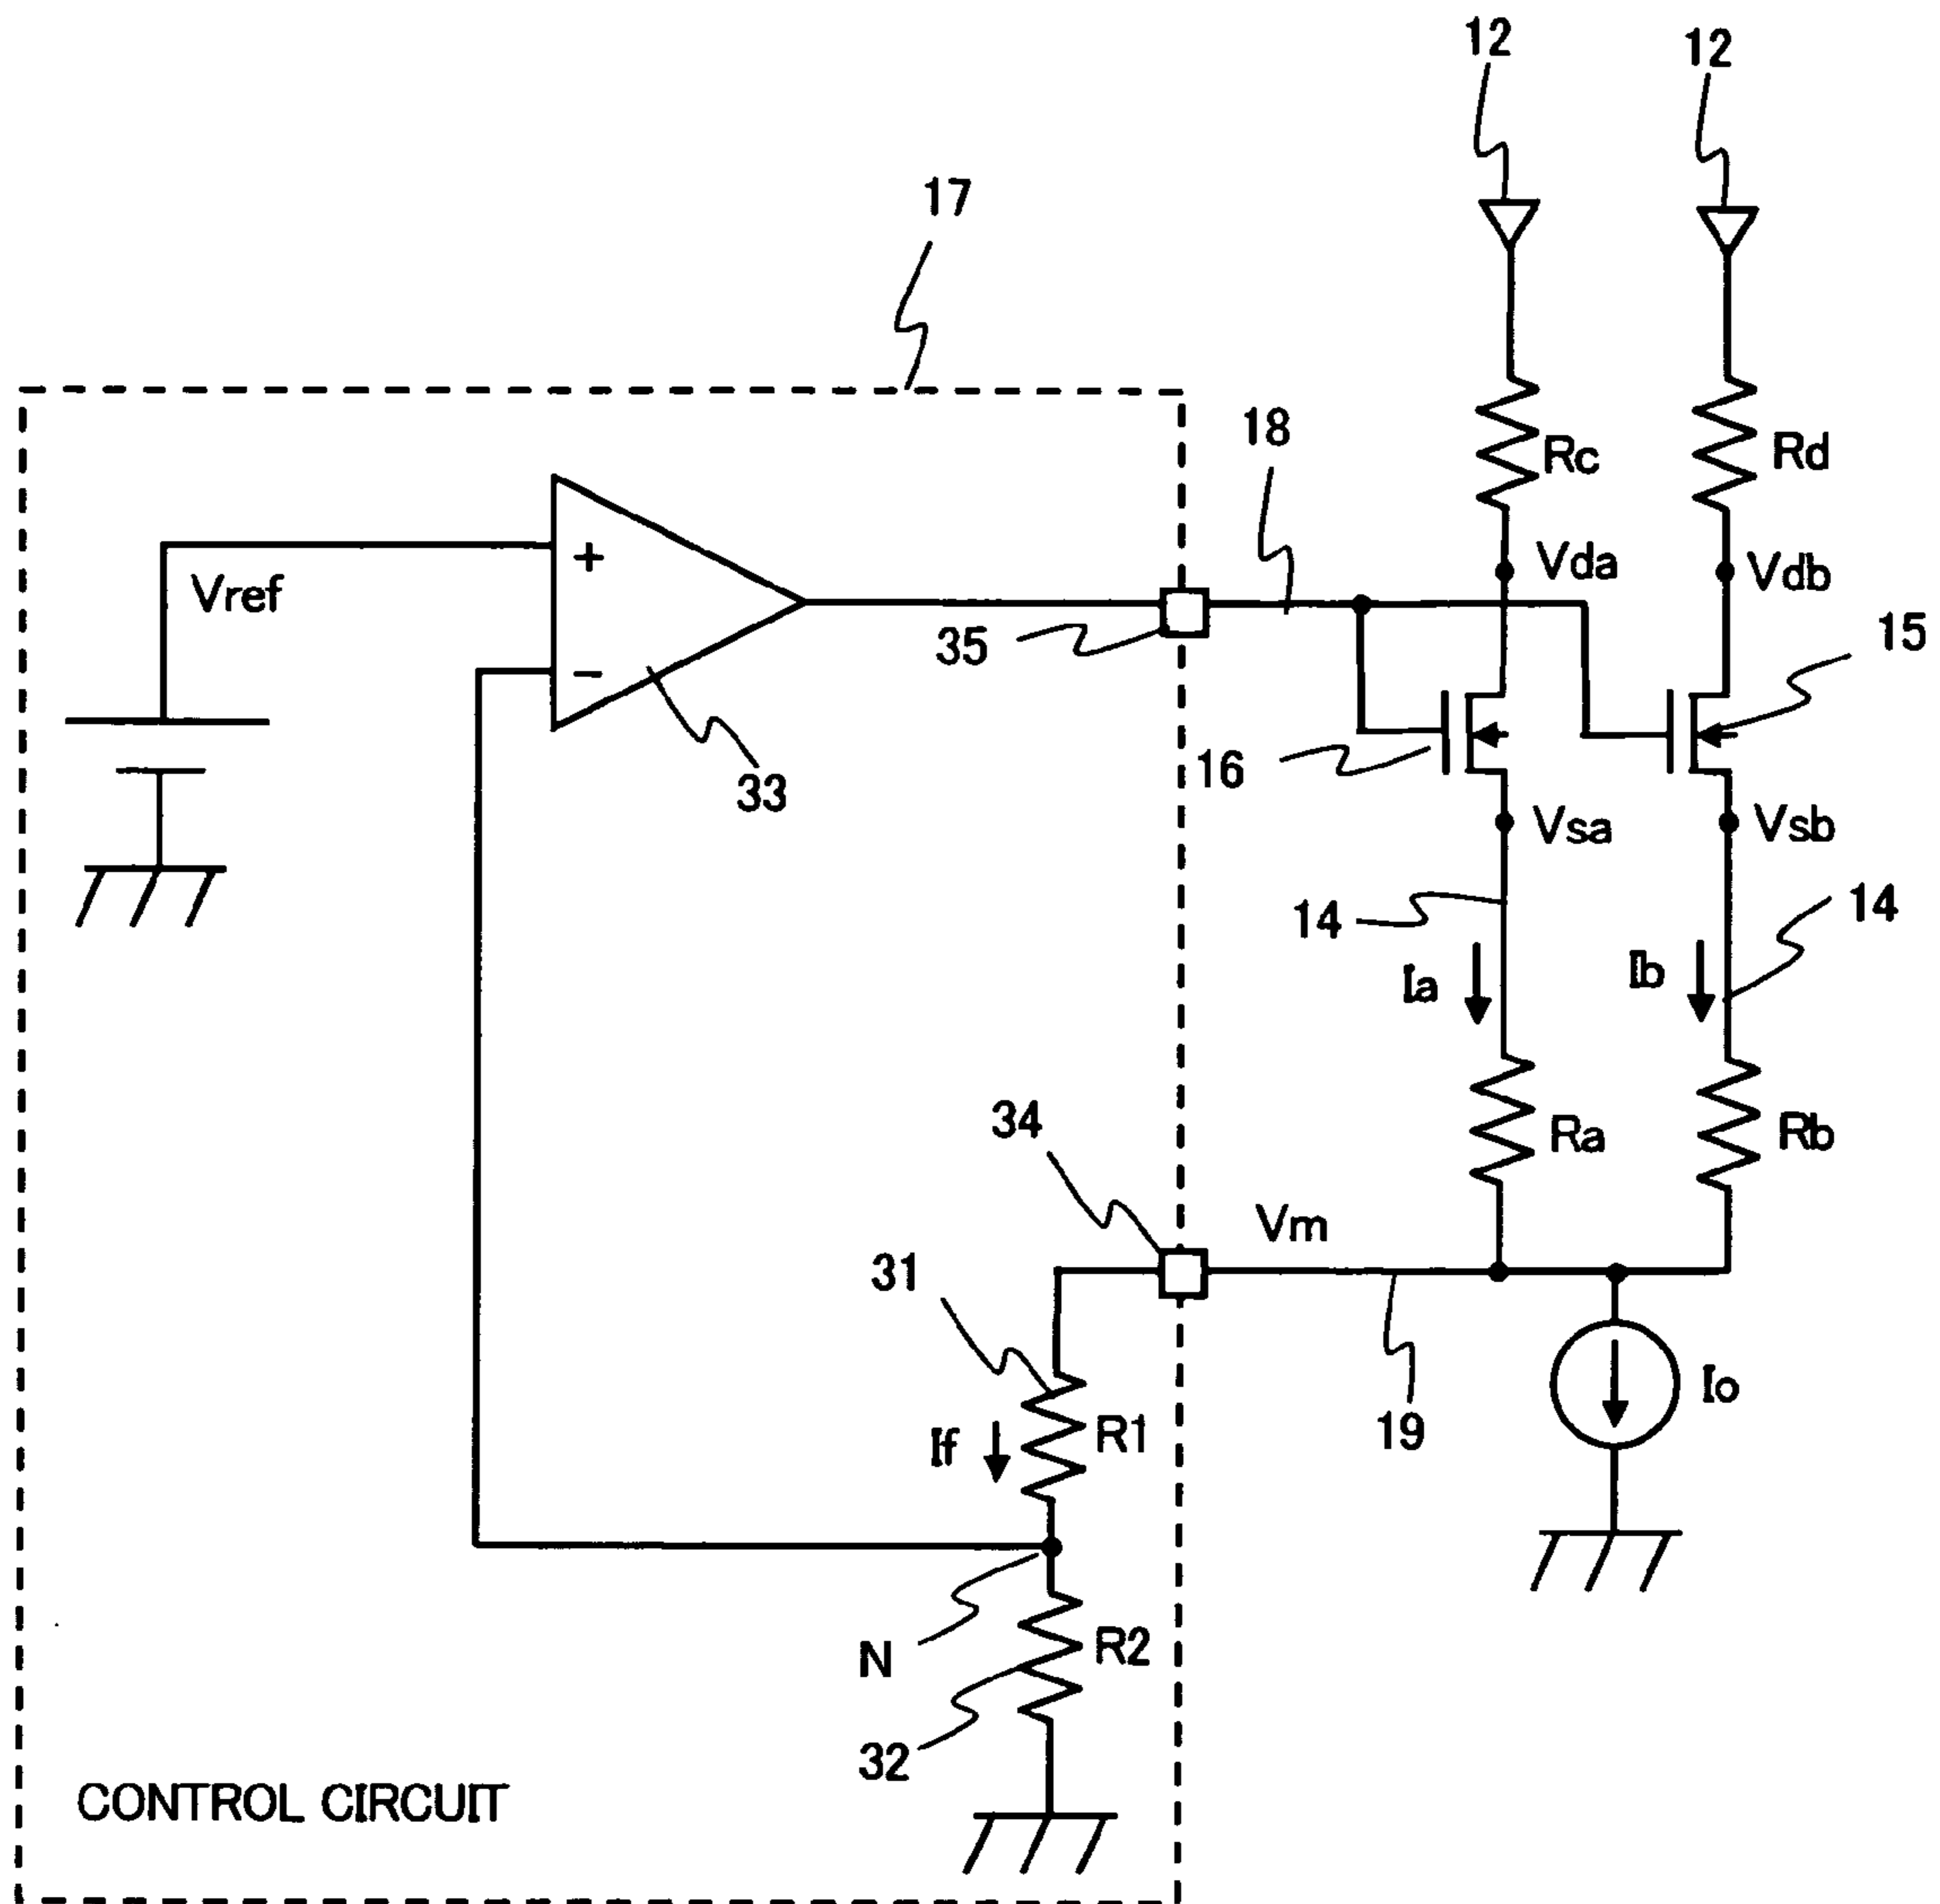 12
12
17
18
Rc
Rd
+
Vref
Vda
Vdb
35
15
−
16
33
Vsa
Vsb
14
14
Ia
Ib
34
Ra
Rb
Vm
31
If
R1
Io
19
N
R2
32
CONTROL CIRCUIT